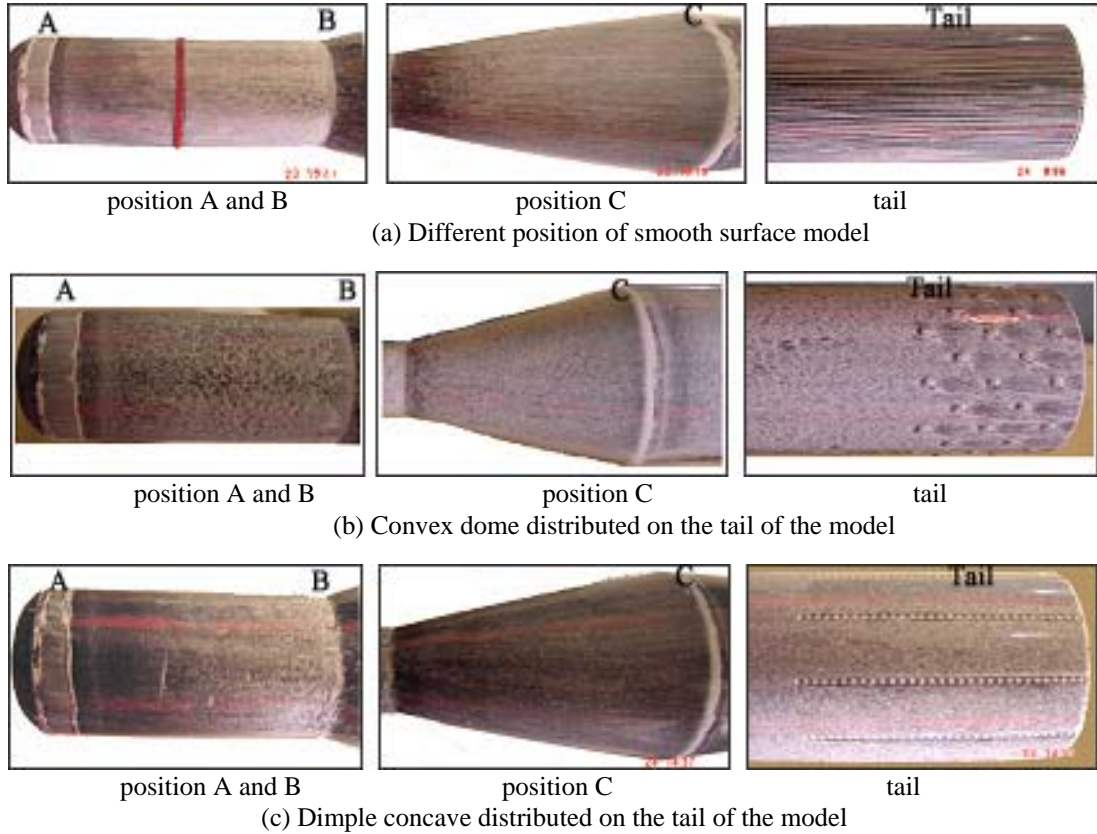 A B C Tail
position A and B position C tail
(a) Different position of smooth surface model
A B C Tail
position A and B position C tail
(b) Convex dome distributed on the tail of the model
A B C Tail
position A and B position C tail
(c) Dimple concave distributed on the tail of the model